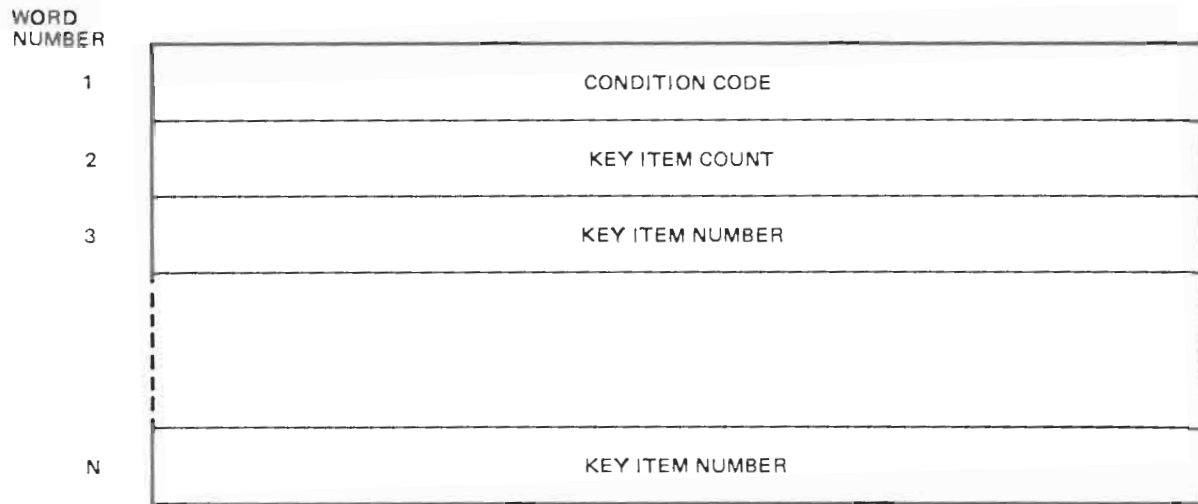 WORD
NUMBER
1 CONDITION CODE
2 KEY ITEM COUNT
3 KEY ITEM NUMBER
N KEY ITEM NUMBER